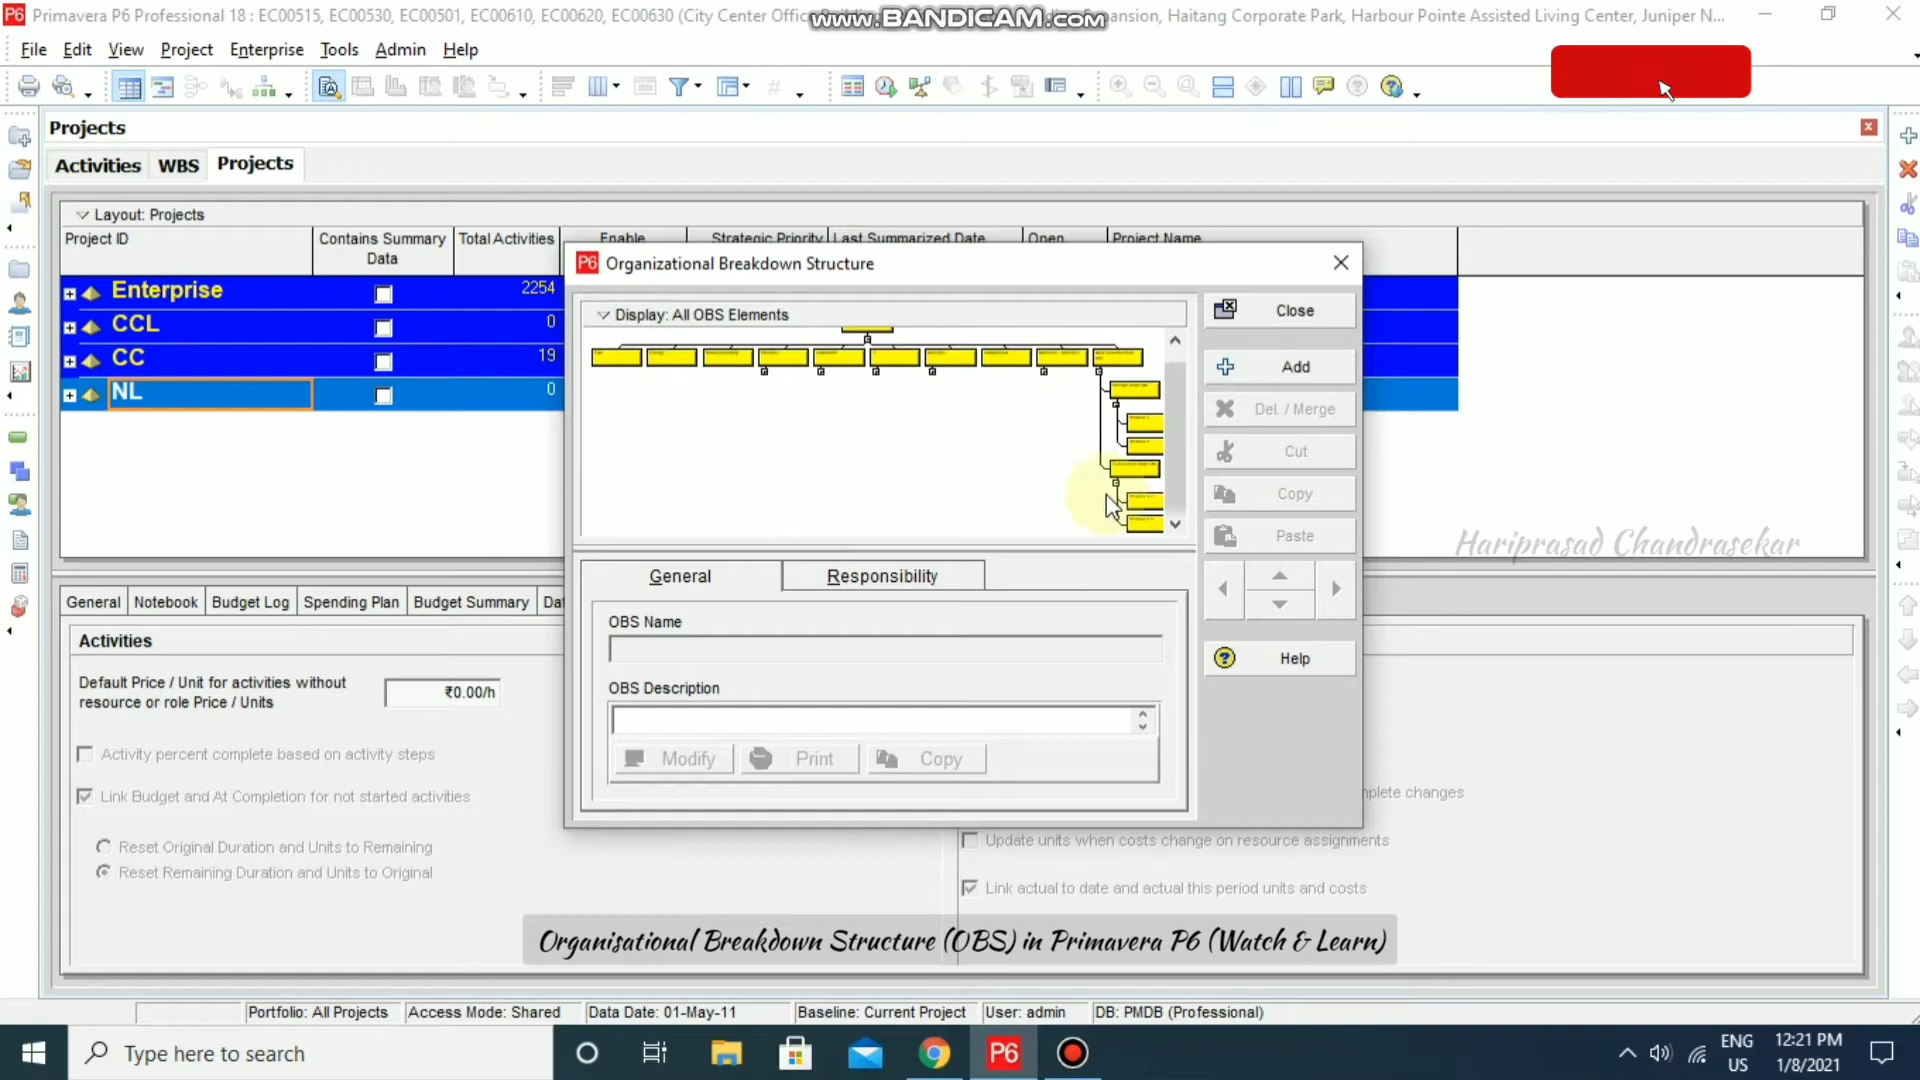 Primavera P6 Professional 18 : EC00515, EC00530, EC00501, EC00610, EC00620, EC00630 (City Center Offic
www.BANDICAM.com
xpansion, Haitang Corporate Park, Harbour Pointe Assisted Living Center, Juniper N...
File Edit View Project Enterprise Tools Admin Help
Projects
Activities WBS Projects
Layout: Projects
Project ID
Contains Summary Data
Total Activities
Enable
Strategic Priority
Last Summarized Date
Open
Project Name
Enterprise 2254
CCL 0
CC 19
NL 0
P6 Organizational Breakdown Structure
Display: All OBS Elements
Close
Add
Del. / Merge
Cut
Copy
Paste
Help
General Responsibility
OBS Name
OBS Description
Modify Print Copy
Hariprasad Chandrasekar
General Notebook Budget Log Spending Plan Budget Summary Dat
Activities
Default Price / Unit for activities without
resource or role Price / Units
₹0.00/h
Activity percent complete based on activity steps
Link Budget and At Completion for not started activities
Reset Original Duration and Units to Remaining
Reset Remaining Duration and Units to Original
plete changes
Update units when costs change on resource assignments
Link actual to date and actual this period units and costs
Organisational Breakdown Structure (OBS) in Primavera P6 (Watch & Learn)
Portfolio: All Projects Access Mode: Shared Data Date: 01-May-11 Baseline: Current Project User: admin DB: PMDB (Professional)
Type here to search
P6
ENG
US
12:21 PM
1/8/2021